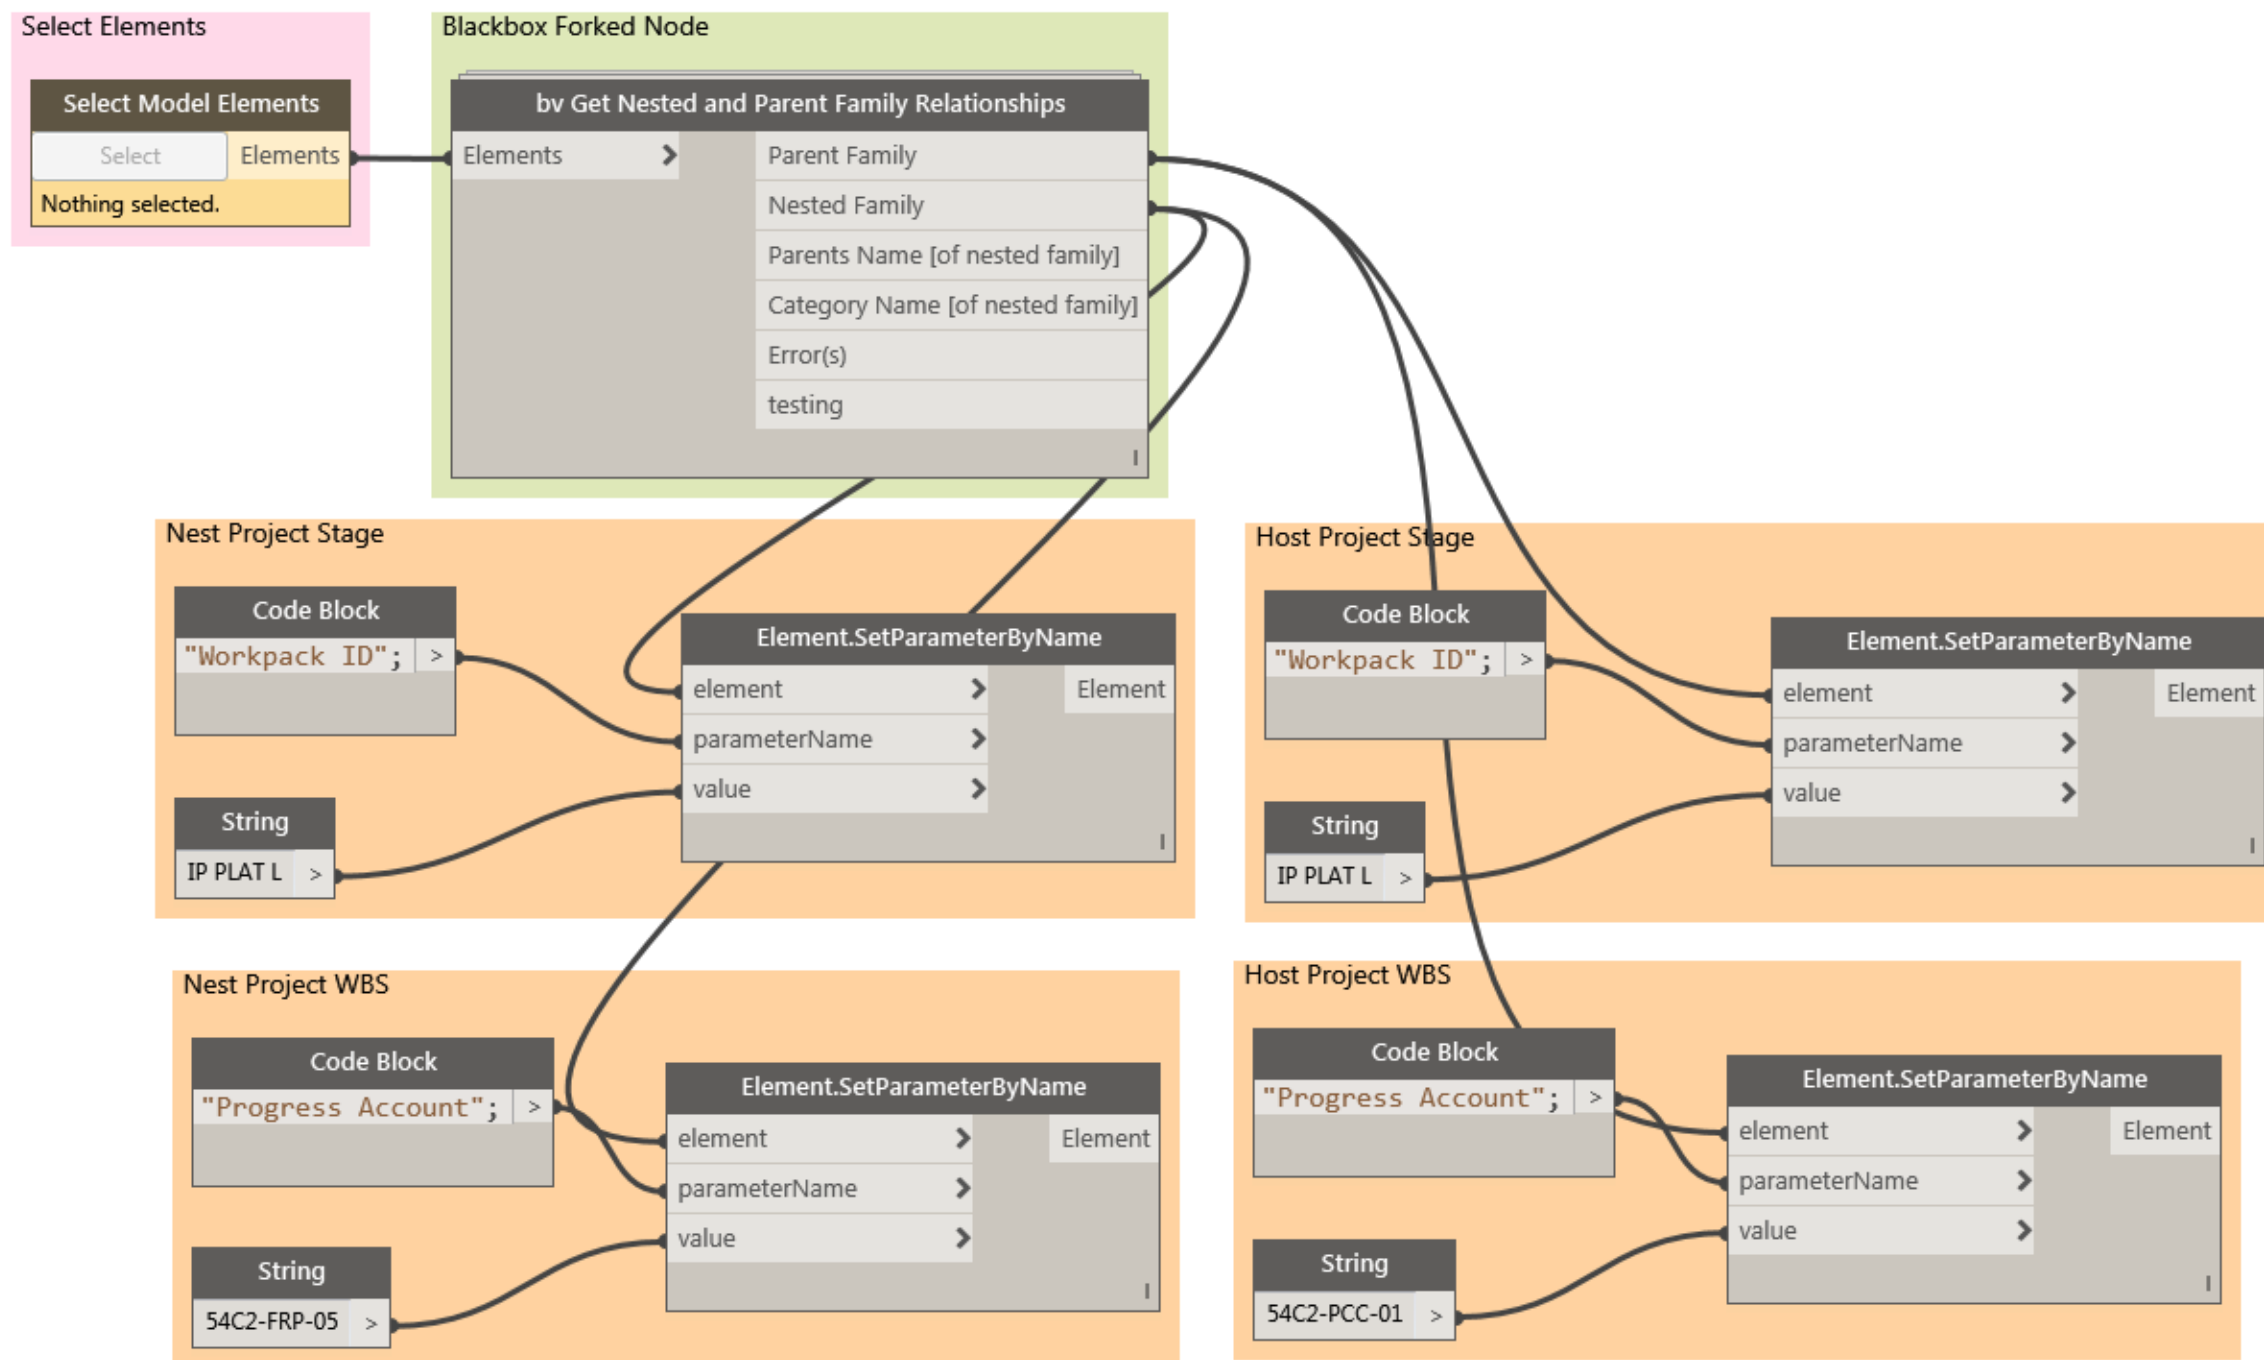 Select Elements
Select Model Elements
Select
Elements
Nothing selected.
Blackbox Forked Node
bv Get Nested and Parent Family Relationships
Elements
Parent Family
Nested Family
Parents Name [of nested family]
Category Name [of nested family]
Error(s)
testing
Nest Project Stage
Code Block
"Workpack ID"; >
String
IP PLAT L >
Element.SetParameterByName
element
Element
parameterName
value
Host Project Stage
Code Block
"Workpack ID"; >
String
IP PLAT L >
Element.SetParameterByName
element
Element
parameterName
value
Nest Project WBS
Code Block
"Progress Account"; >
String
54C2-FRP-05 >
Element.SetParameterByName
element
Element
parameterName
value
Host Project WBS
Code Block
"Progress Account"; >
String
54C2-PCC-01 >
Element.SetParameterByName
element
Element
parameterName
value